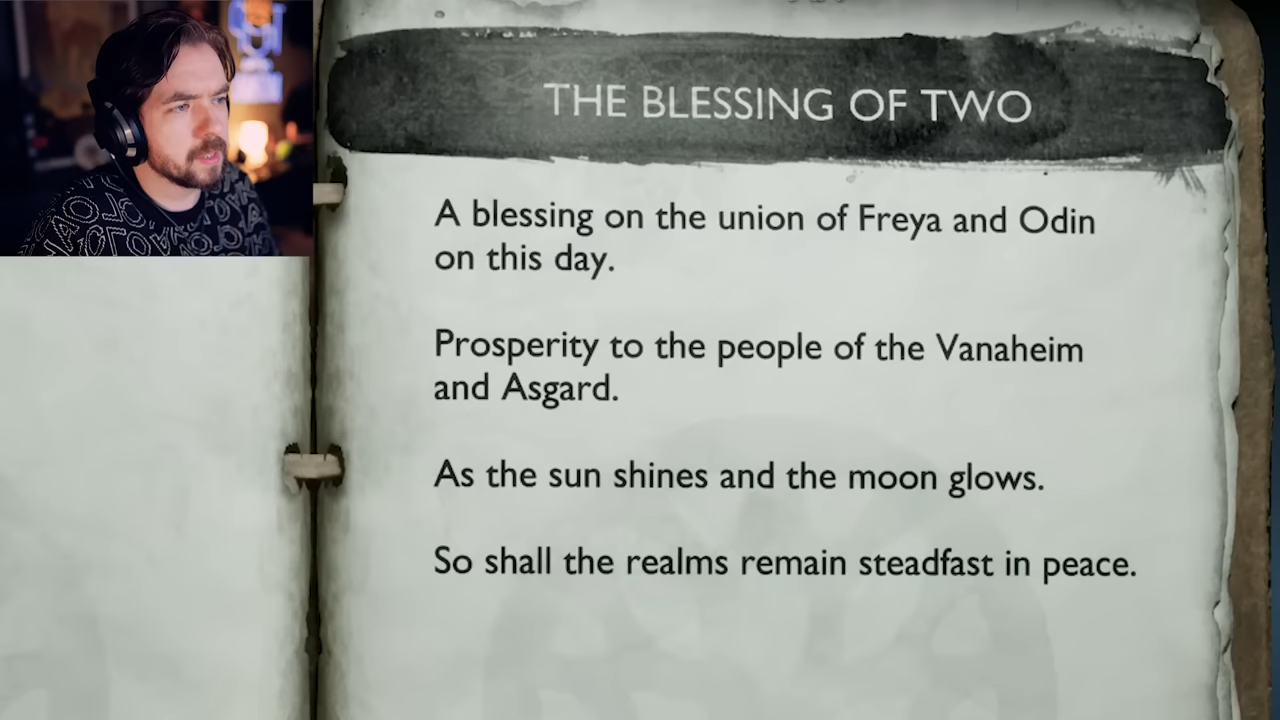 THE BLESSING OF TWO
A blessing on the union of Freya and Odin
on this day.
Prosperity to the people of the Vanaheim
and Asgard.
As the sun shines and the moon glows.
So shall the realms remain steadfast in peace.